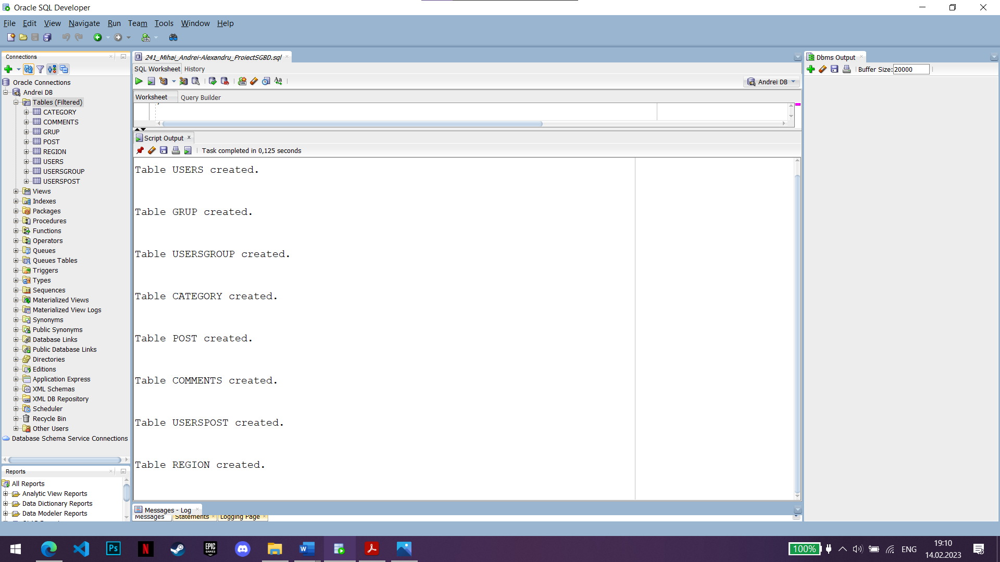 Oracle SQL Developer
File Edit View Navigate Run Team Tools Window Help
Connections
Oracle Connections
Andrei DB
Tables (Filtered)
CATEGORY
COMMENTS
GRUP
POST
REGION
USERS
USERSGROUP
USERSPOST
Views
Indexes
Packages
Procedures
Functions
Operators
Queues
Queues Tables
Triggers
Types
Sequences
Materialized Views
Materialized View Logs
Synonyms
Public Synonyms
Database Links
Public Database Links
Directories
Editions
Application Express
XML Schemas
XML DB Repository
Scheduler
Recycle Bin
Other Users
Database Schema Service Connections
Reports
All Reports
Analytic View Reports
Data Dictionary Reports
Data Modeler Reports
241_Mihai_Andrei-Alexandru_ProiectSGBD.sql
SQL Worksheet History
Andrei DB
Worksheet Query Builder
Script Output
Task completed in 0,125 seconds
Table USERS created.
Table GRUP created.
Table USERSGROUP created.
Table CATEGORY created.
Table POST created.
Table COMMENTS created.
Table USERSPOST created.
Table REGION created.
Messages - Log
Messages Statements Logging Page
Dbms Output
Buffer Size: 20000
Ps
N
EPIC
GAMES
W
100%
ENG
19:10
14.02.2023